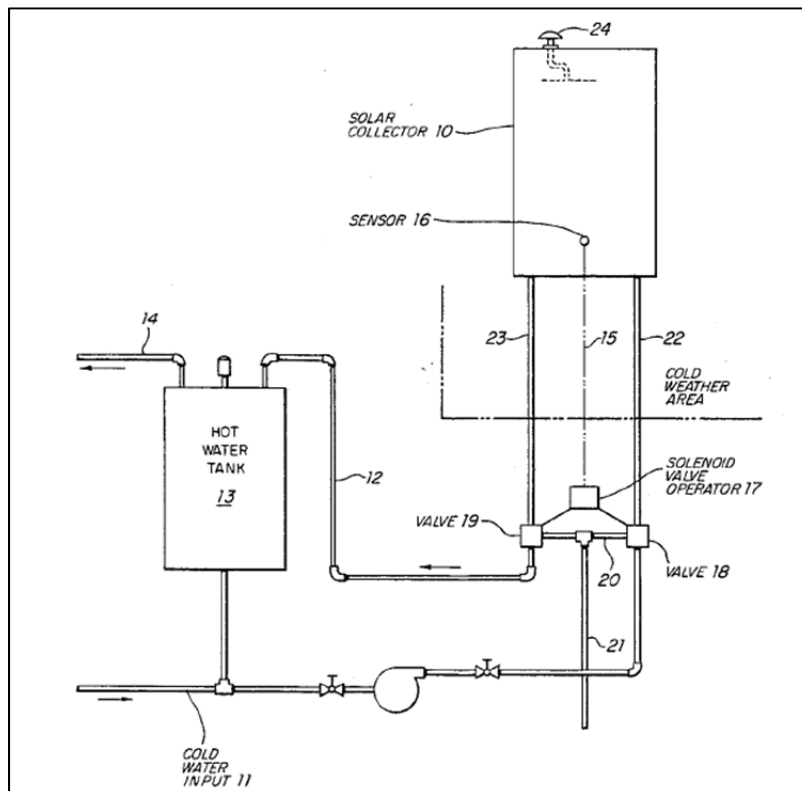 24
SOLAR
COLLECTOR 10
SENSOR 16
14
23
15
22
COLD
WEATHER
AREA
HOT
WATER
TANK
13
12
SOLENOID
VALVE
OPERATOR 17
VALVE 19
20
VALVE 18
21
COLD
WATER
INPUT 11